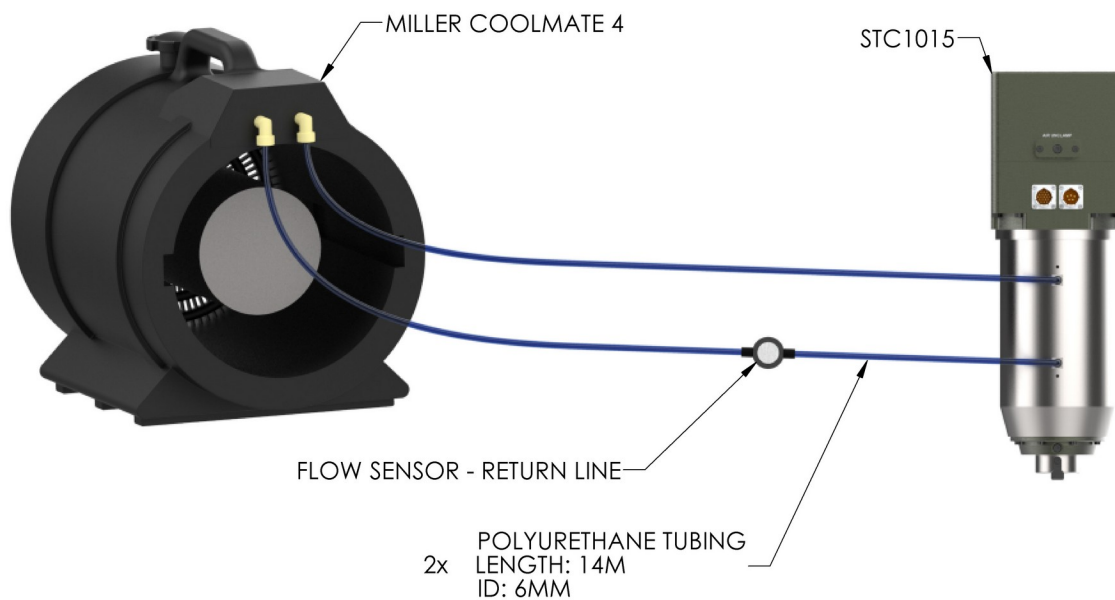 MILLER COOLMATE 4
STC1015
FLOW SENSOR - RETURN LINE
POLYURETHANE TUBING
2x LENGTH: 14M
ID: 6MM